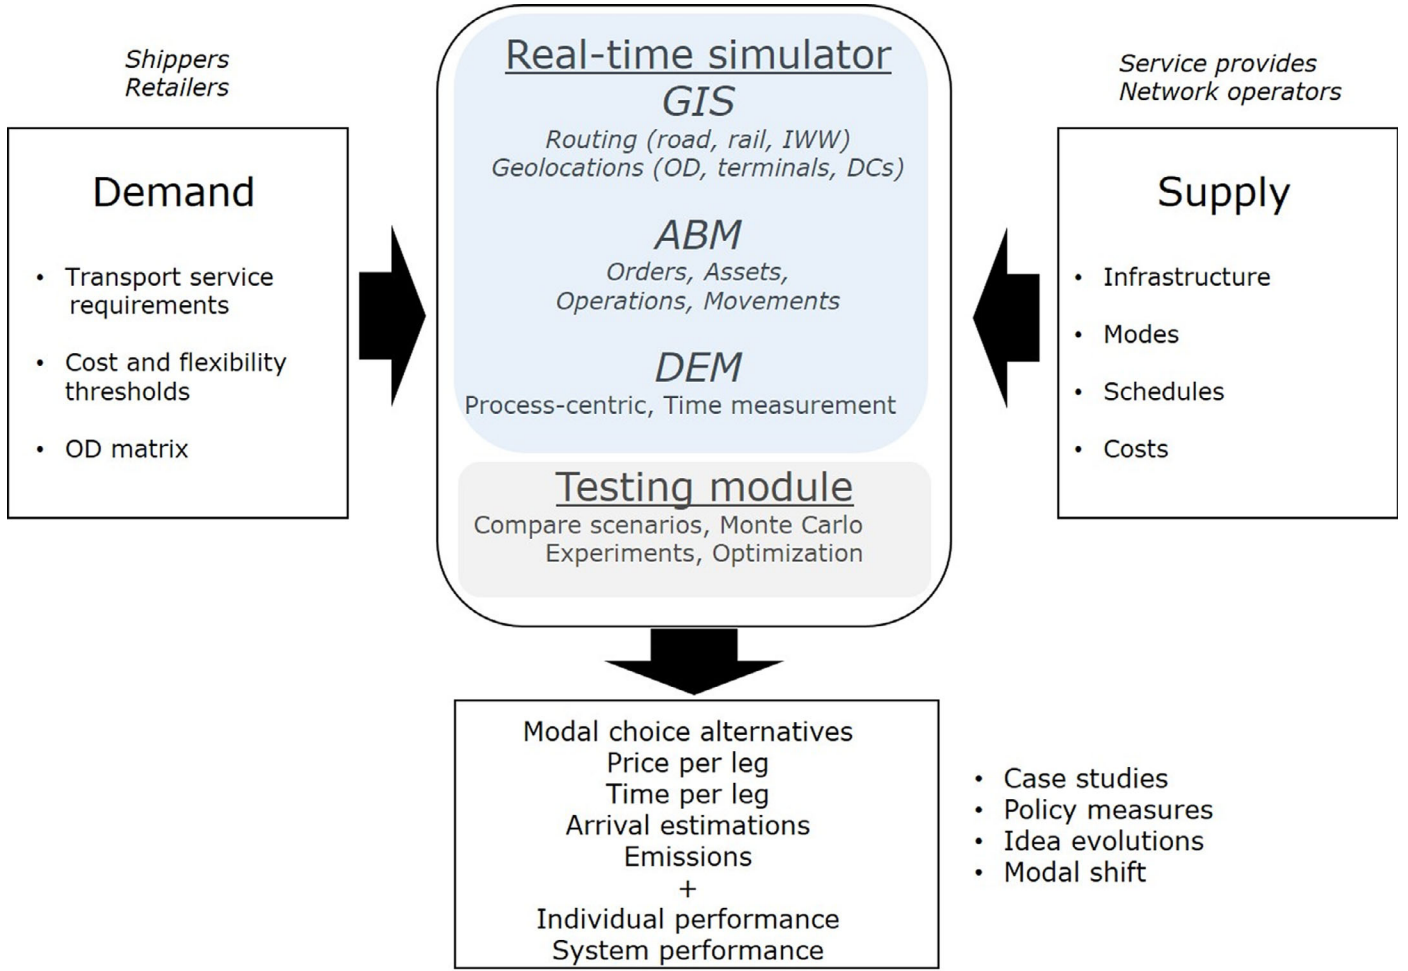 Shippers
Retailers
Demand
• Transport service
requirements
• Cost and flexibility
thresholds
• OD matrix
Real-time simulator
GIS
Routing (road, rail, IWW)
Geolocations (OD, terminals, DCs)
ABM
Orders, Assets,
Operations, Movements
DEM
Process-centric, Time measurement
Testing module
Compare scenarios, Monte Carlo
Experiments, Optimization
Service provides
Network operators
Supply
• Infrastructure
• Modes
• Schedules
• Costs
Modal choice alternatives
Price per leg
Time per leg
Arrival estimations
Emissions
+
Individual performance
System performance
• Case studies
• Policy measures
• Idea evolutions
• Modal shift